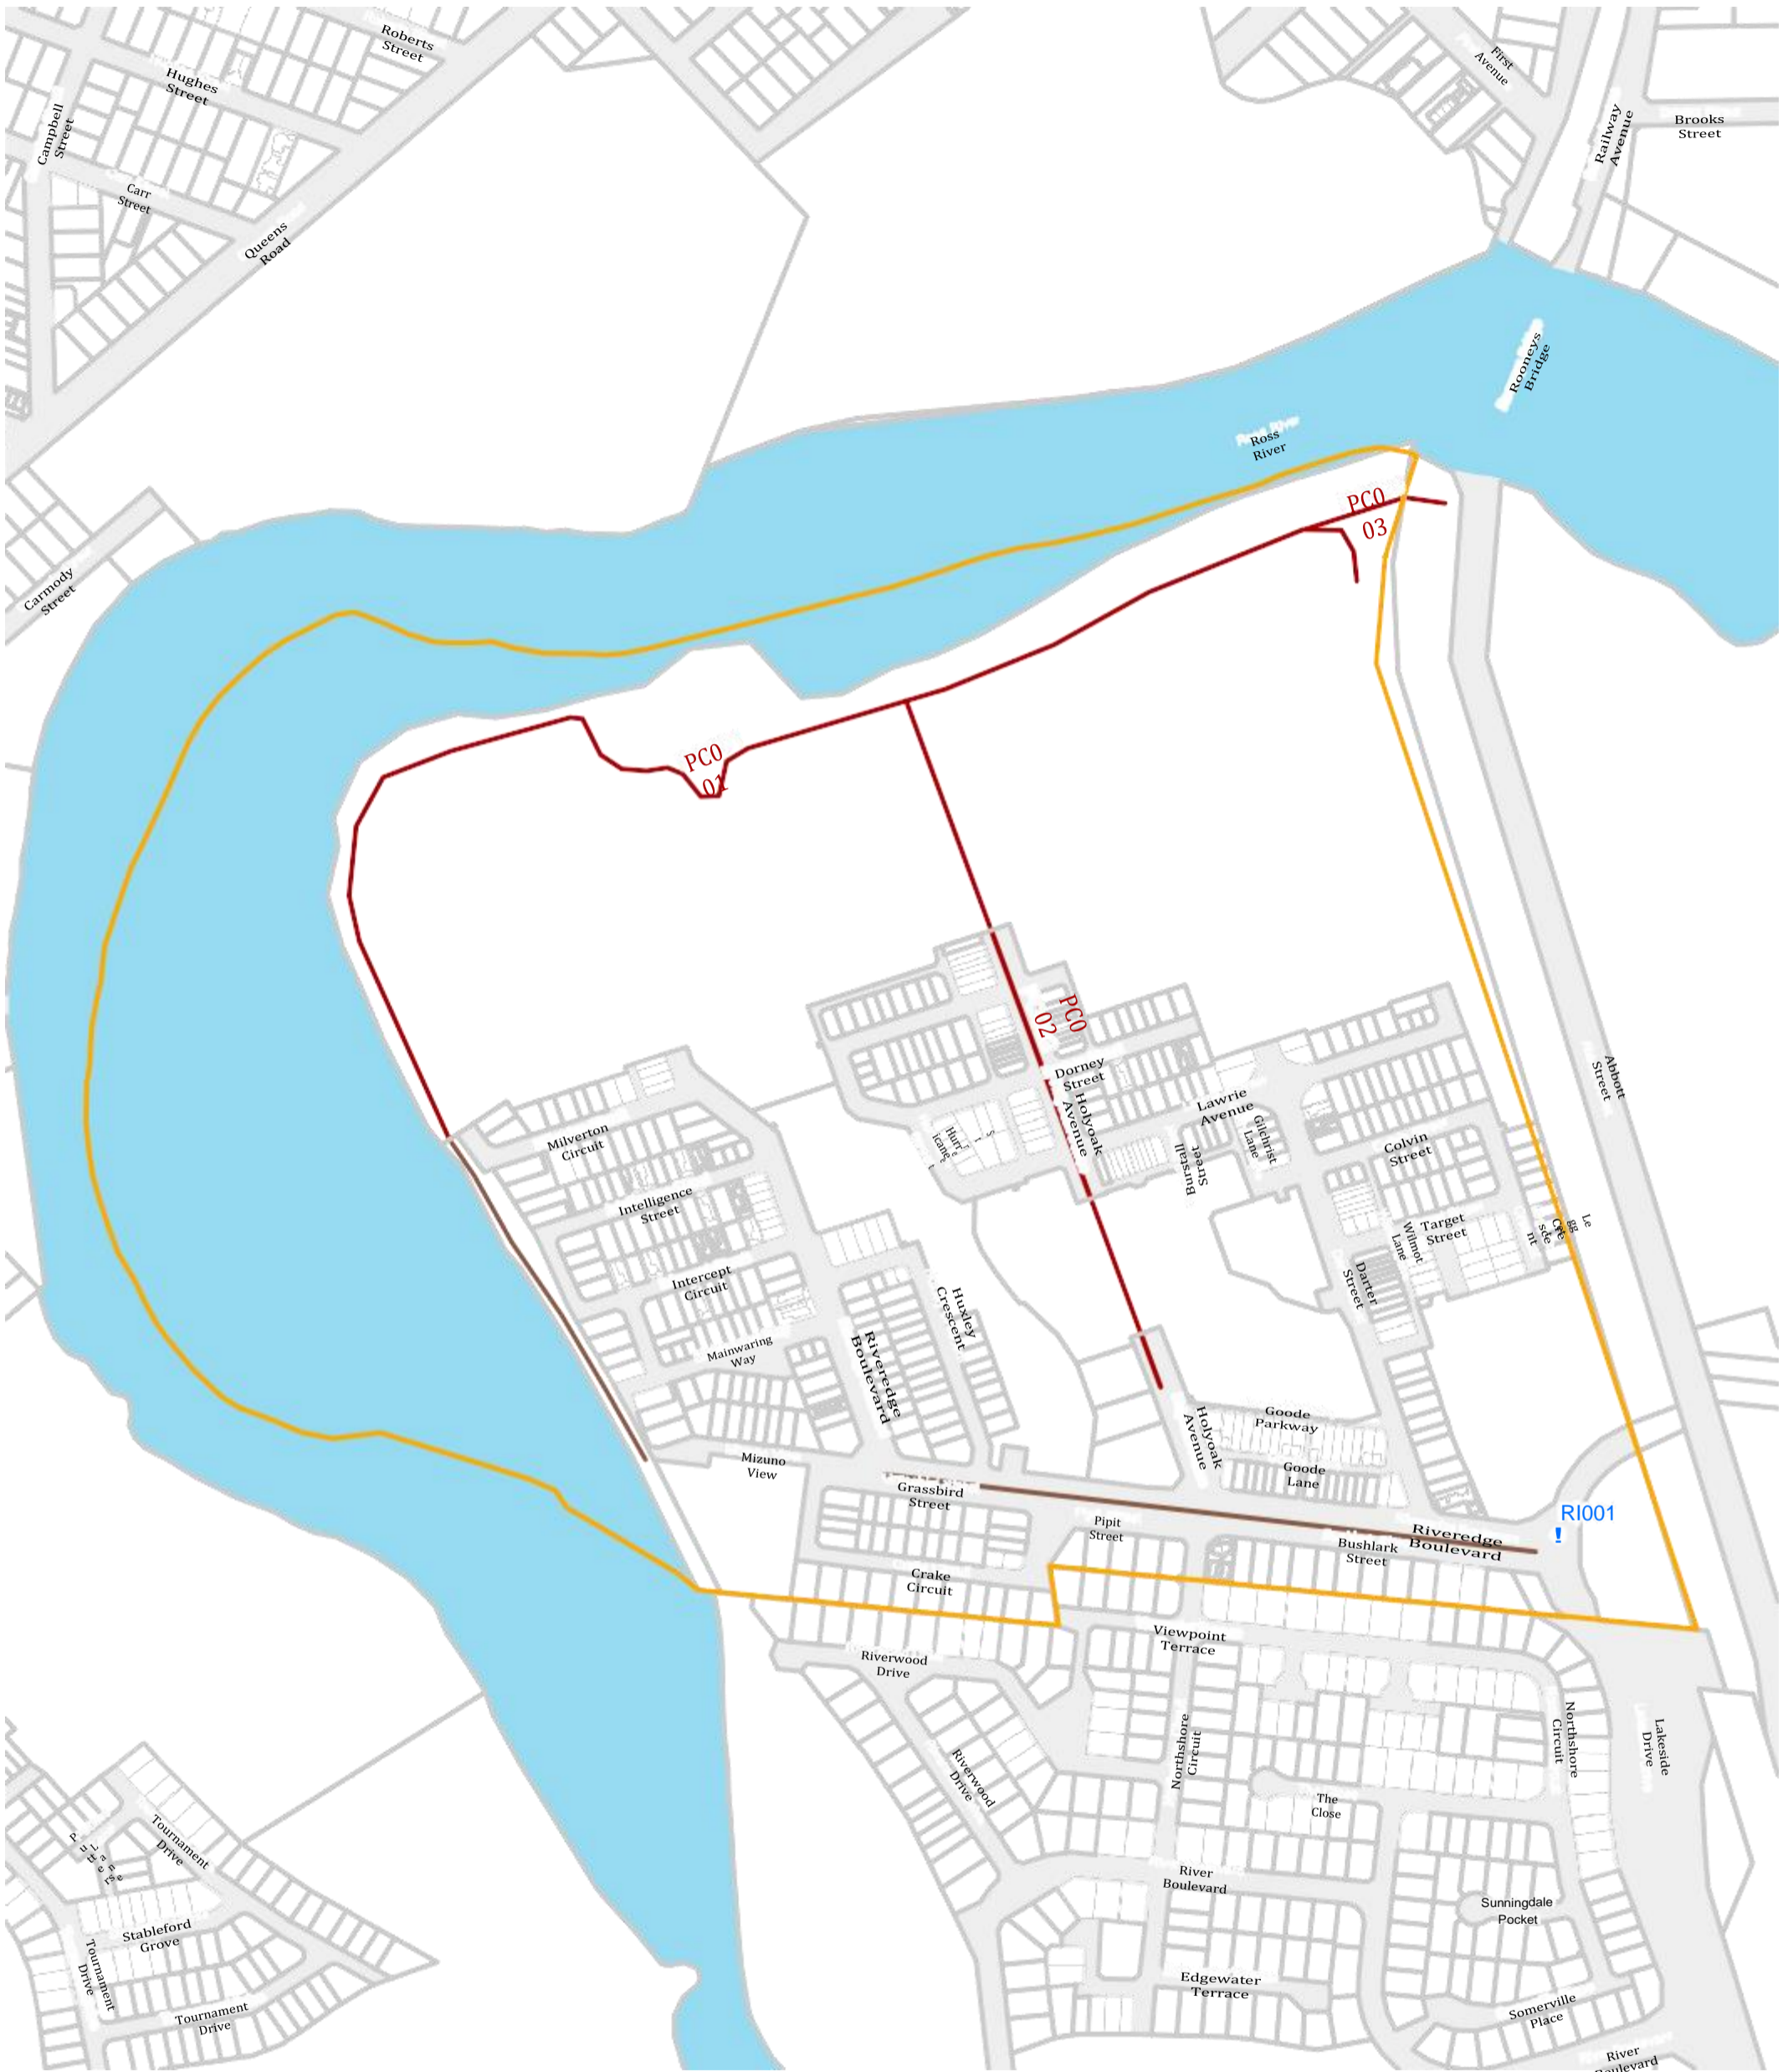 Roberts
Street
Hughes
Street
Campbell
Street
Carr
Street
Queens
Road
First
Avenue
Railway
Avenue
Brooks
Street
Rooneys
Bridge
Ross
River
Carmody
Street
PC0
03
PC0
01
PC0
02
Dorney
Street
Holyoak
Avenue
Lawrie
Avenue
Gilchrist
Lane
Burstall
Street
Abbott
Street
Colvin
Street
Target
Street
Wilmot
Lane
Darter
Street
Milverton
Circuit
Intelligence
Street
Intercept
Circuit
Mainwaring
Way
Riveredge
Boulevard
Huxley
Crescent
Mizuno
View
Grassbird
Street
Holyoak
Avenue
Goode
Parkway
Goode
Lane
Pipit
Street
Bushlark
Street
Riveredge
Boulevard
RI001
!
Crake
Circuit
Viewpoint
Terrace
Riverwood
Drive
Riverwood
Drive
Northshore
Circuit
Northshore
Circuit
Lakeside
Drive
The
Close
River
Boulevard
Sunningdale
Pocket
Edgewater
Terrace
Somerville
Place
River
Tournament
Drive
Stableford
Grove
Tournament
Drive
Tournament
Drive